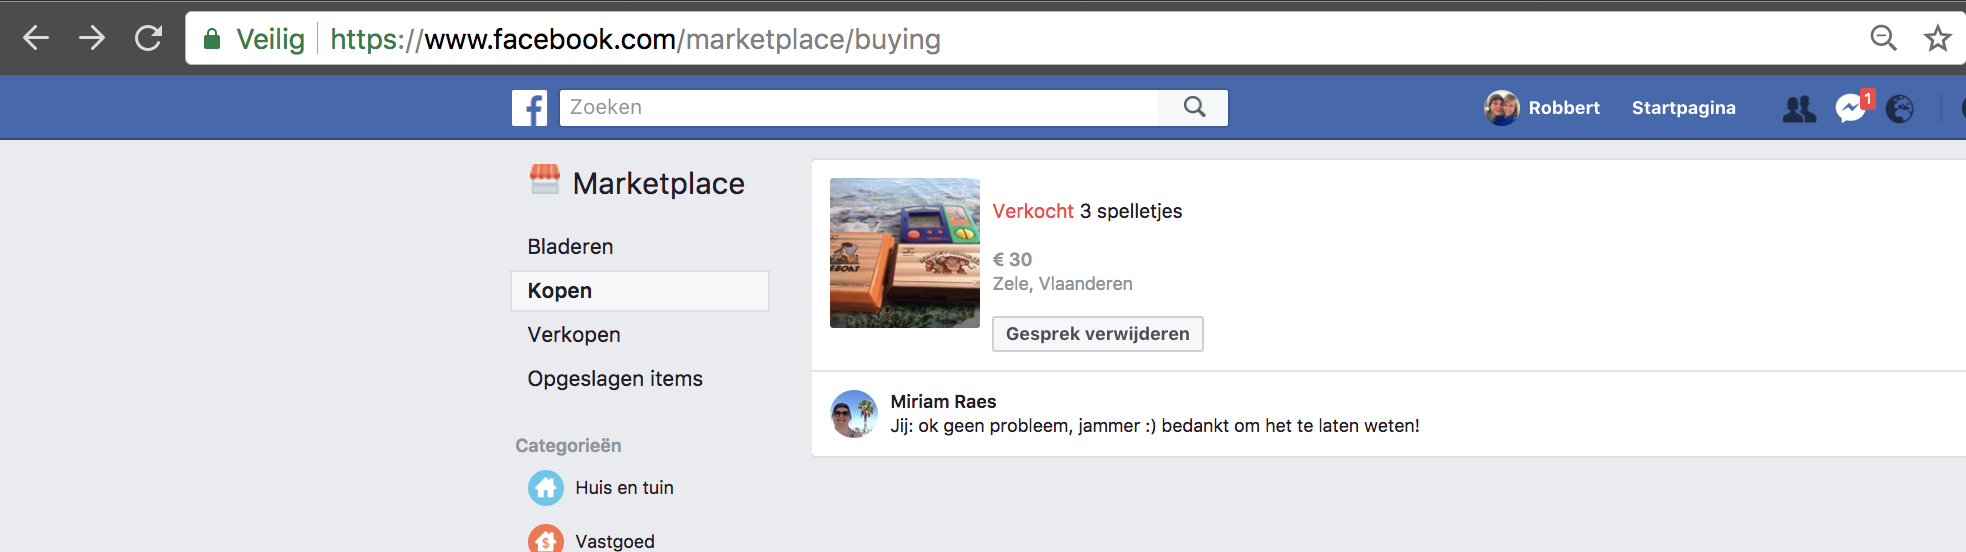 Veilig https://www.facebook.com/marketplace/buying
Zoeken
Robbert
Startpagina
1
Marketplace
Bladeren
Kopen
Verkopen
Opgeslagen items
Categorieën
Huis en tuin
Vastgoed
Verkocht 3 spelletjes
€ 30
Zele, Vlaanderen
Gesprek verwijderen
Miriam Raes
Jij: ok geen probleem, jammer :) bedankt om het te laten weten!